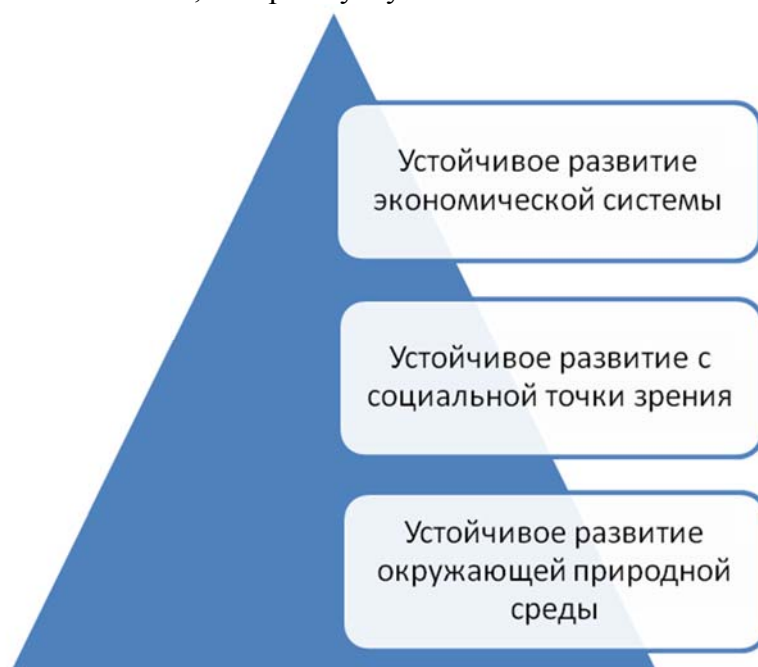 Устойчивое развитие
экономической системы
Устойчивое развитие с
социальной точки зрения
Устойчивое развитие
окружающей природной
среды